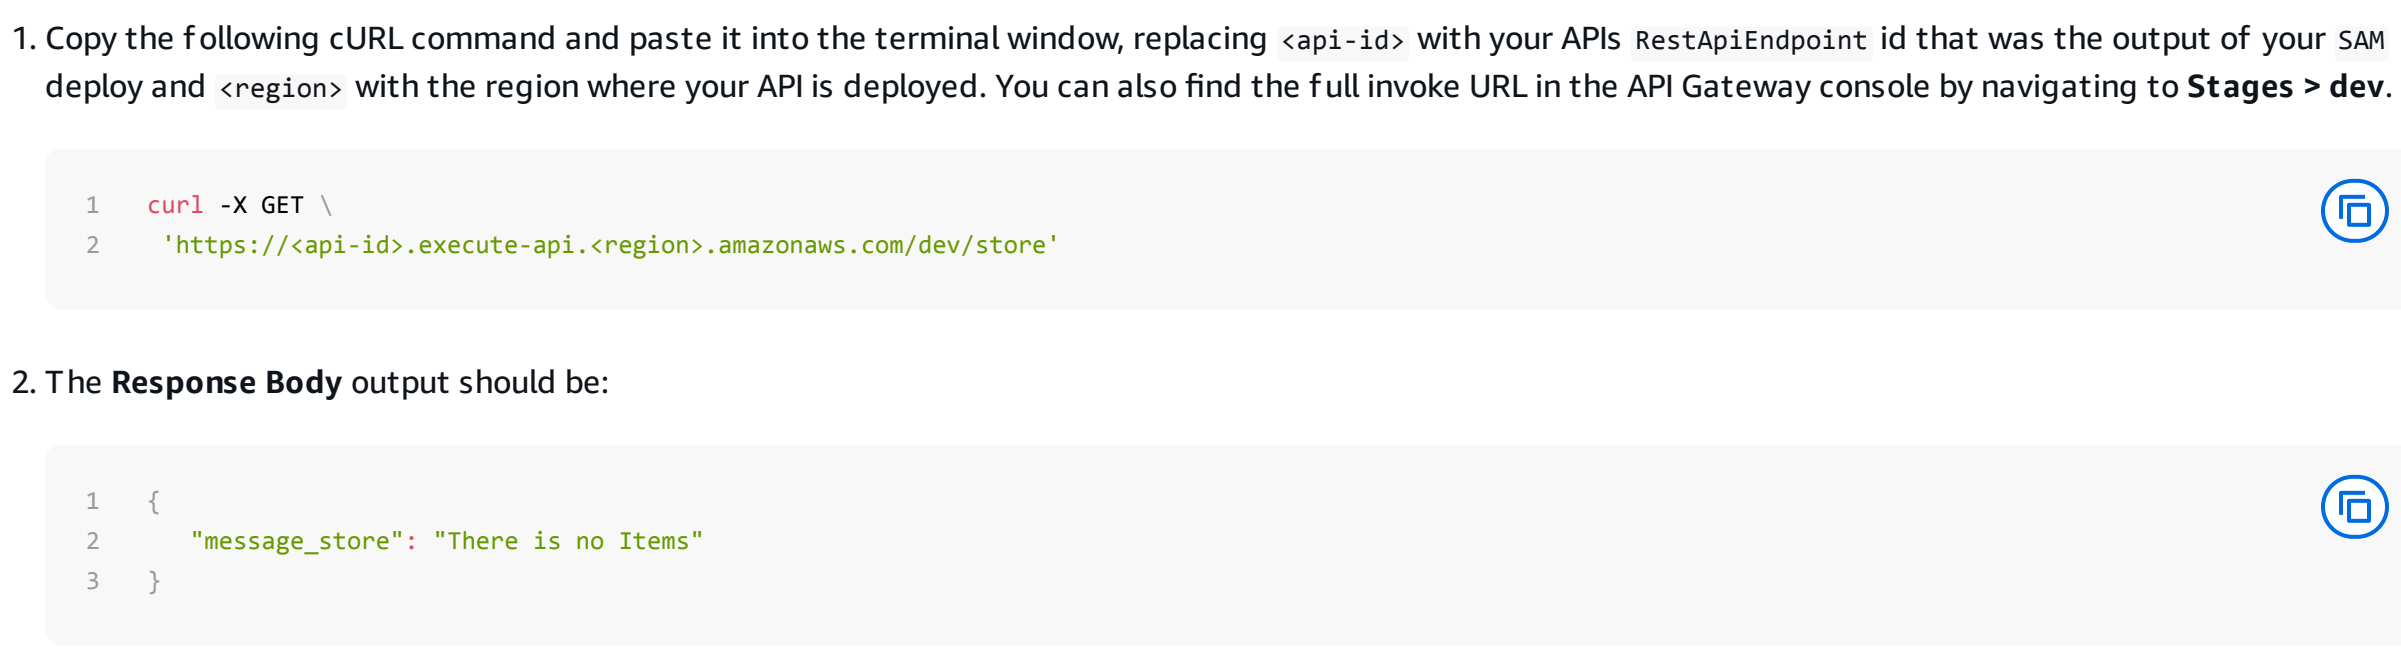 1. Copy the following cURL command and paste it into the terminal window, replacing <api-id> with your APIs RestApiEndpoint id that was the output of your SAM
deploy and <region> with the region where your API is deployed. You can also find the full invoke URL in the API Gateway console by navigating to Stages > dev.
1 curl -X GET \
2 'https://<api-id>.execute-api.<region>.amazonaws.com/dev/store'
2. The Response Body output should be:
1 {
2 "message_store": "There is no Items"
3 }